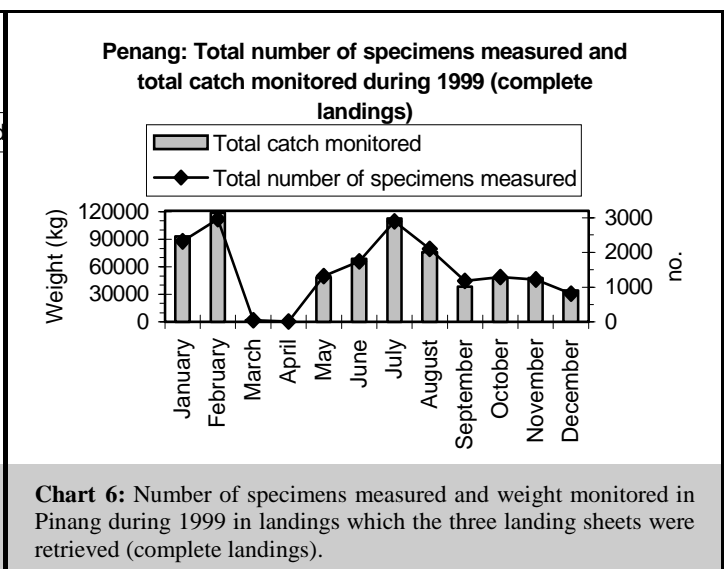 Penang: Total number of specimens measured and
total catch monitored during 1999 (complete
landings)
Total catch monitored
Total number of specimens measured
Weight (kg)
120000
90000
60000
30000
0
3000
2000
1000
0
no.
January
February
March
April
May
June
July
August
September
October
November
December
Chart 6: Number of specimens measured and weight monitored in
Pinang during 1999 in landings which the three landing sheets were
retrieved (complete landings).